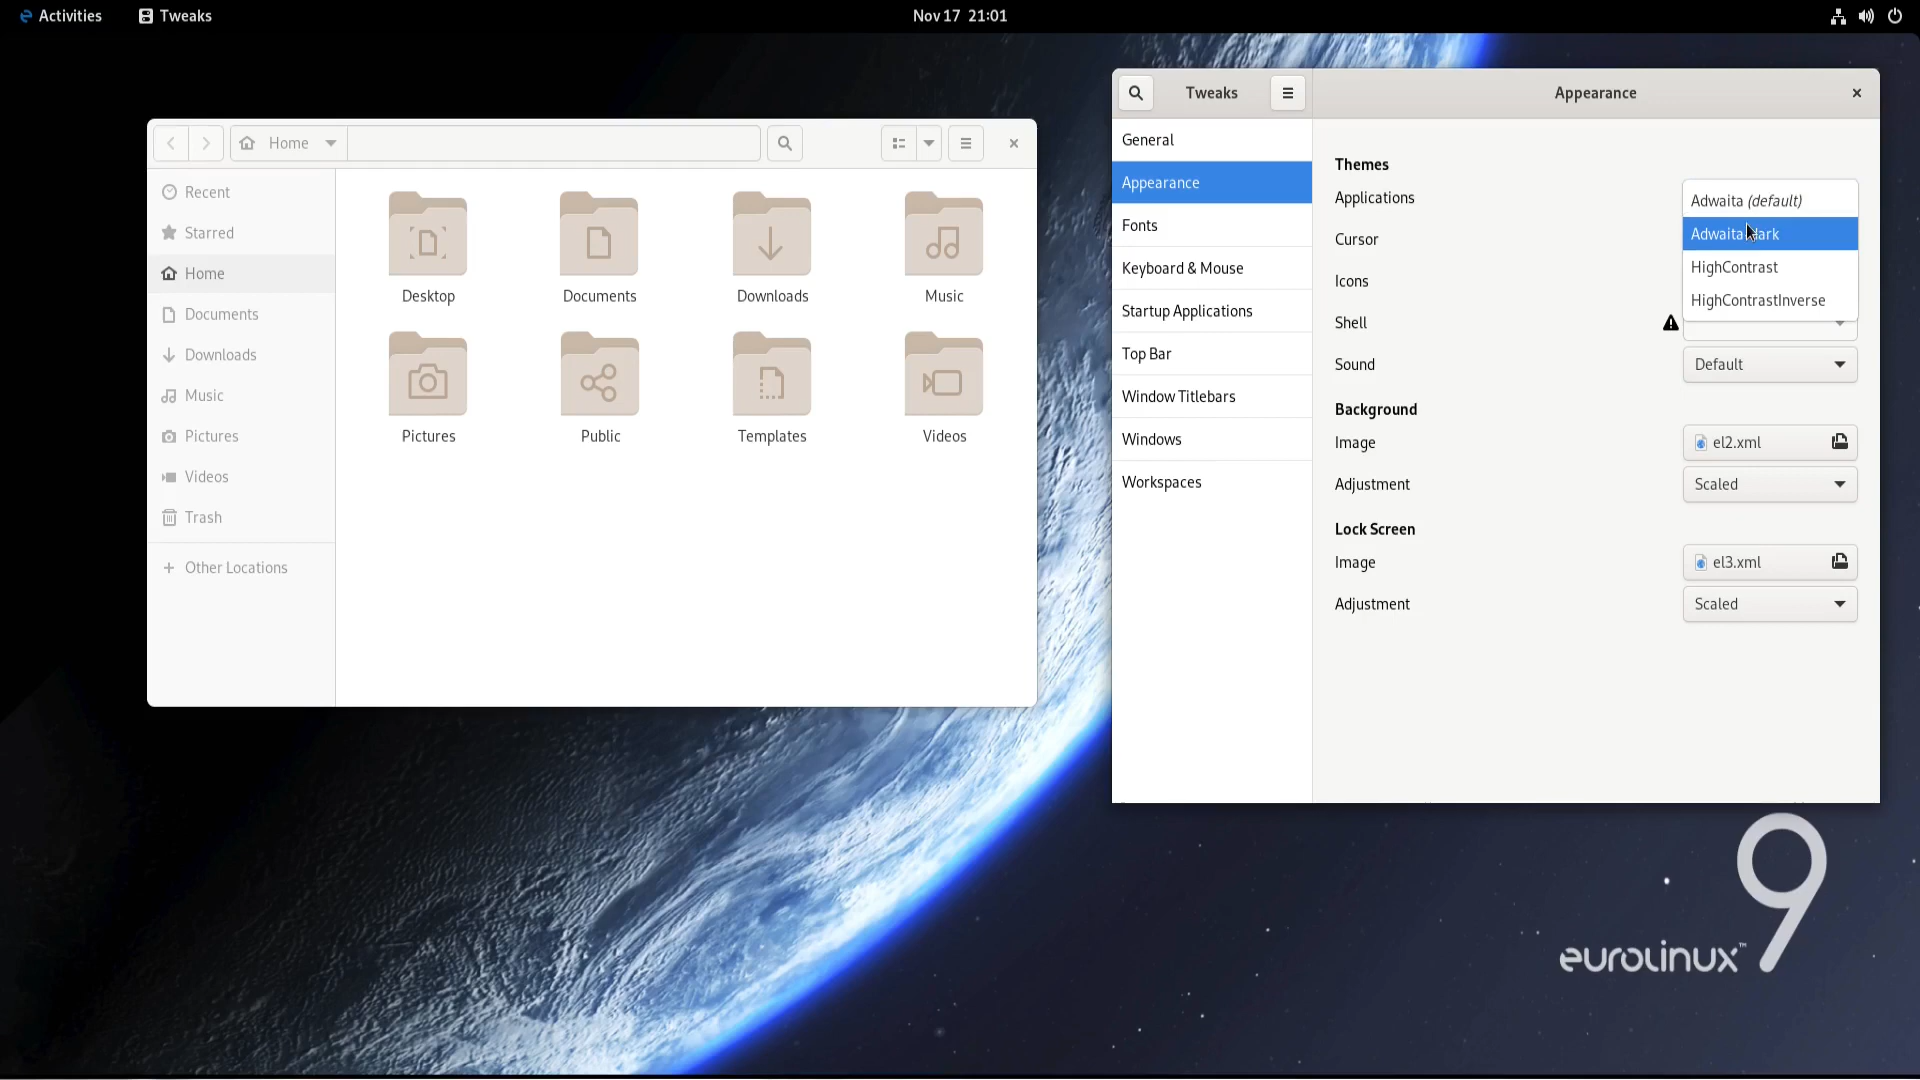 Activities
Tweaks
Nov 17 21:01
Home
Recent
Starred
Home
Documents
Downloads
Music
Pictures
Videos
Trash
Other Locations
Desktop
Documents
Downloads
Music
Pictures
Public
Templates
Videos
Tweaks
Appearance
General
Appearance
Fonts
Keyboard & Mouse
Startup Applications
Top Bar
Window Titlebars
Windows
Workspaces
Themes
Applications
Adwaita (default)
Adwaita
HighContrast
HighContrastInverse
Cursor
Icons
Shell
Sound
Default
Background
Image
el2.xml
Adjustment
Scaled
Lock Screen
Image
el3.xml
Adjustment
Scaled
eurolinux™ 9